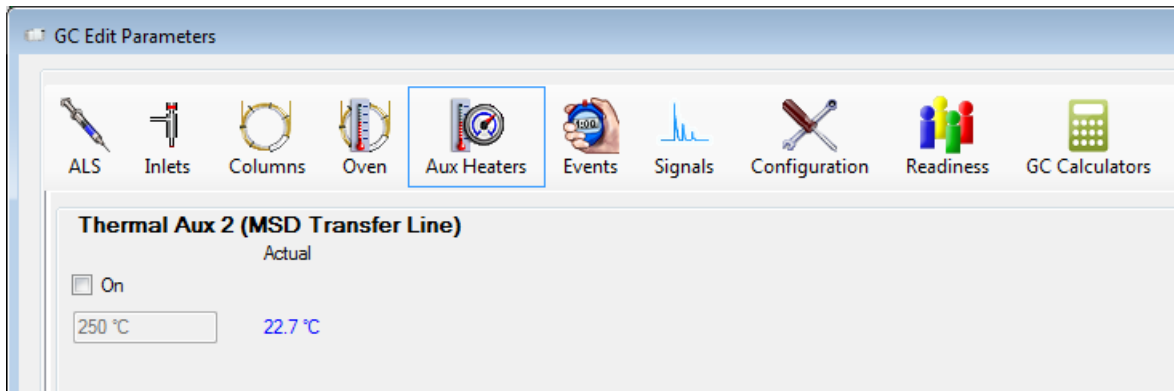 GC Edit Parameters
ALS Inlets Columns Oven Aux Heaters Events Signals Configuration Readiness GC Calculators
Thermal Aux 2 (MSD Transfer Line)
Actual
On
250 °C 22.7 °C